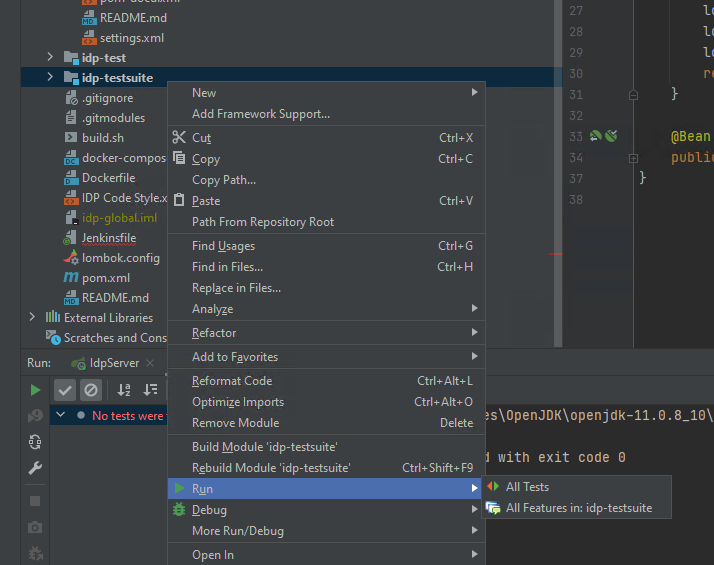 pom-docai.xml
README.md
settings.xml
idp-test
idp-testsuite
.gitignore
.gitmodules
build.sh
docker-compos
Dockerfile
IDP Code Style.x
idp-global.iml
Jenkinsfile
lombok.config
pom.xml
README.md
External Libraries
Scratches and Cons
New
Add Framework Support...
Cut Ctrl+X
Copy Ctrl+C
Copy Path...
Paste Ctrl+V
Path From Repository Root
Find Usages Ctrl+G
Find in Files... Ctrl+H
Replace in Files...
Analyze
Refactor
Add to Favorites
Reformat Code Ctrl+Alt+L
Optimize Imports Ctrl+Alt+O
Remove Module Delete
Build Module 'idp-testsuite'
Rebuild Module 'idp-testsuite' Ctrl+Shift+F9
Run
Debug
More Run/Debug
Open In
All Tests
All Features in: idp-testsuite
27 lo
28 lo
29 lo
30 re
31 }
32
33 @Bean
34 public
37 }
38
Run: IdpServer
No tests were
es\OpenJDK\openjdk-11.0.8_10\
d with exit code 0